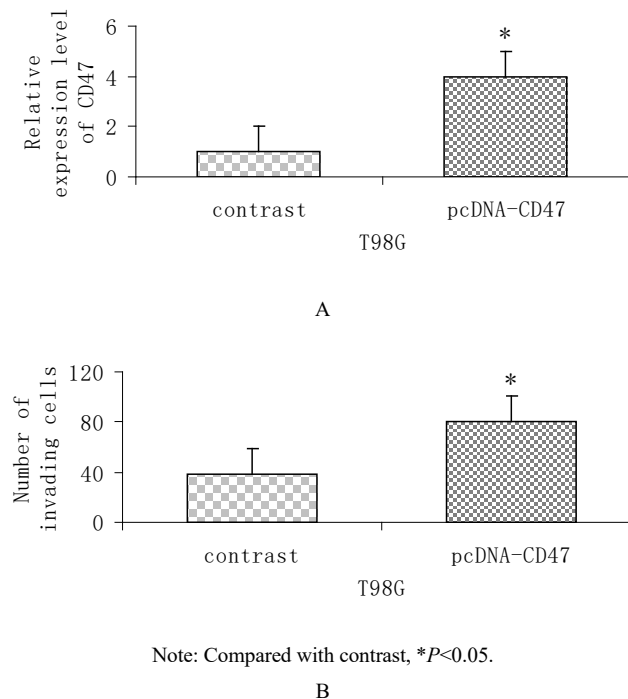 Relative
expression level
of CD47
6
4
2
0
*
contrast
pcDNA-CD47
T98G
A
Number of
invading cells
120
80
40
0
*
contrast
pcDNA-CD47
T98G
Note: Compared with contrast, *P<0.05.
B